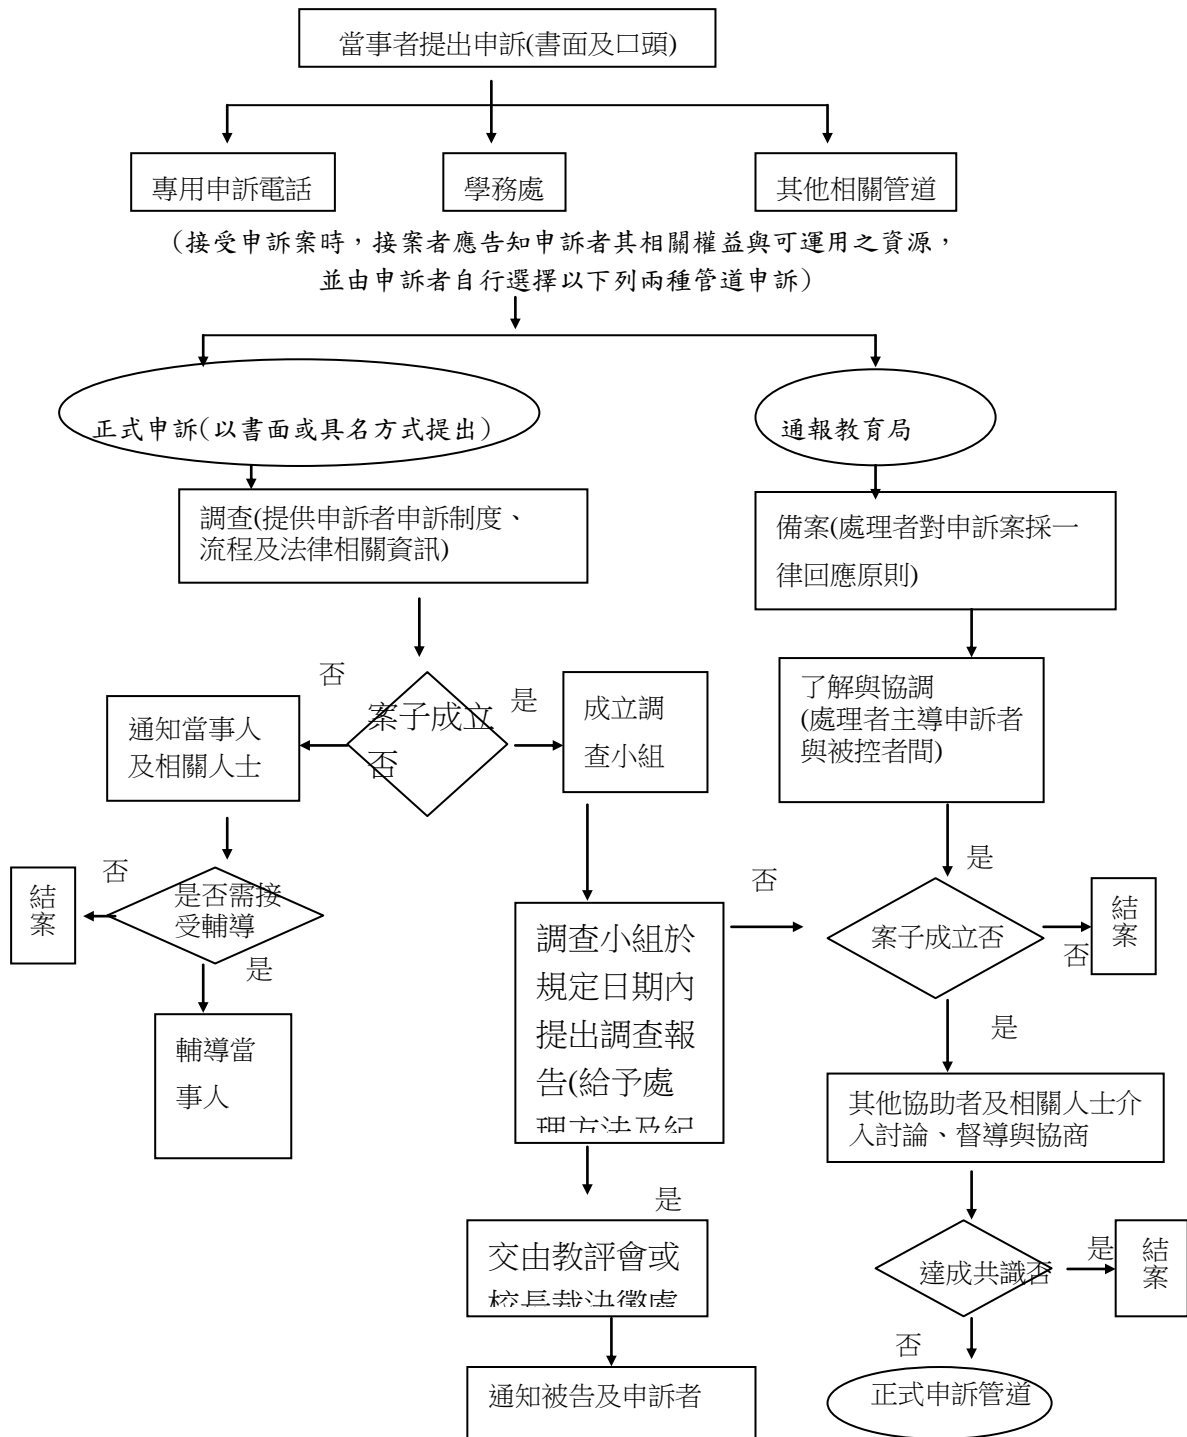 當事者提出申訴(書面及口頭)
專用申訴電話
學務處
其他相關管道
(接受申訴案時，接案者應告知申訴者其相關權益與可運用之資源，
並由申訴者自行選擇以下列兩種管道申訴)
正式申訴(以書面或具名方式提出)
通報教育局
調查(提供申訴者申訴制度、
流程及法律相關資訊)
備案(處理者對申訴案採一
律回應原則)
否
案子成立
否
是
成立調
查小組
通知當事人
及相關人士
了解與協調
(處理者主導申訴者
與被控者間)
否
是否需接
受輔導
結
案
是
輔導當
事人
調查小組於
規定日期內
提出調查報
告(給予處
理方法及紀
否
是
案子成立否
否
結
案
是
其他協助者及相關人士介
入討論、督導與協商
是
交由教評會或
校長裁決懲處
通知被告及申訴者
達成共識否
是
結
案
否
正式申訴管道